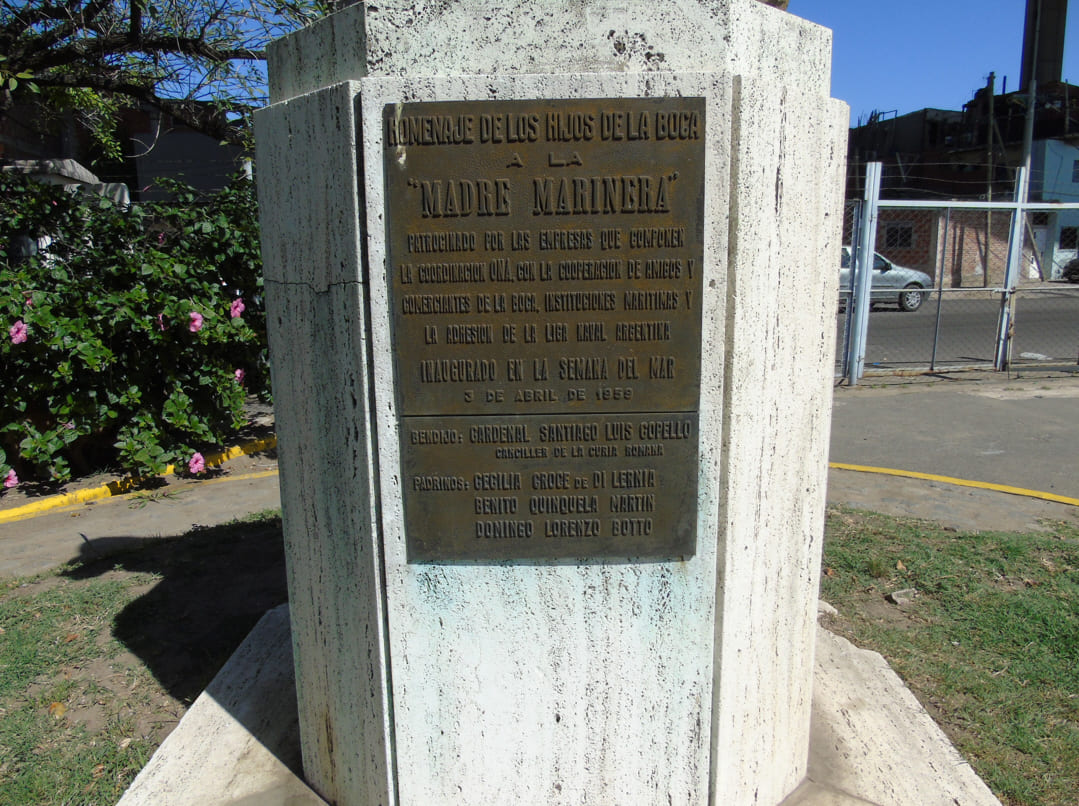 HOMENAJE DE LOS HIJOS DE LA BOCA
A LA
"MADRE MARINERA"
PATROCINADO POR LAS EMPRESAS QUE COMPONEN
LA COORDINACION UNA, CON LA COOPERACION DE AMIGOS Y
COMERCIANTES DE LA BOCA, INSTITUCIONES MARITIMAS Y
LA ADHESION DE LA LIGA NAVAL ARGENTINA
INAUGURADO EN LA SEMANA DEL MAR
3 DE ABRIL DE 1959
BENDIJO: CARDENAL SANTIAGO LUIS COPELLO
CANCILLER DE LA CURIA ROMANA
PADRINOS: CECILIA CROCE DE DI LERNIA
BENITO QUINQUELA MARTIN
DOMINGO LORENZO BOTTO